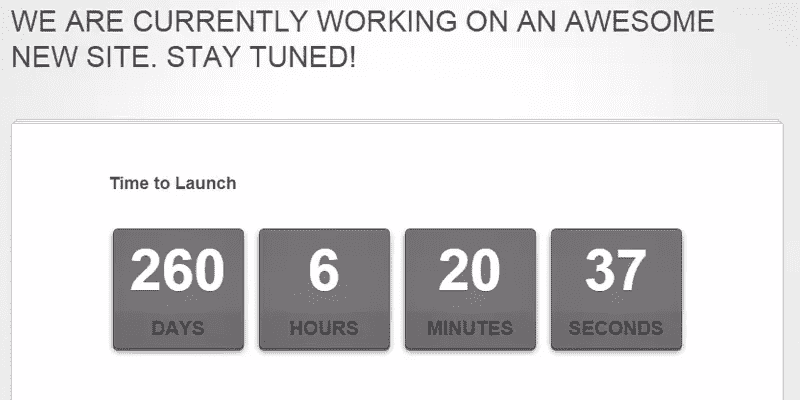 WE ARE CURRENTLY WORKING ON AN AWESOME
NEW SITE. STAY TUNED!
Time to Launch
260 6 20 37
DAYS HOURS MINUTES SECONDS